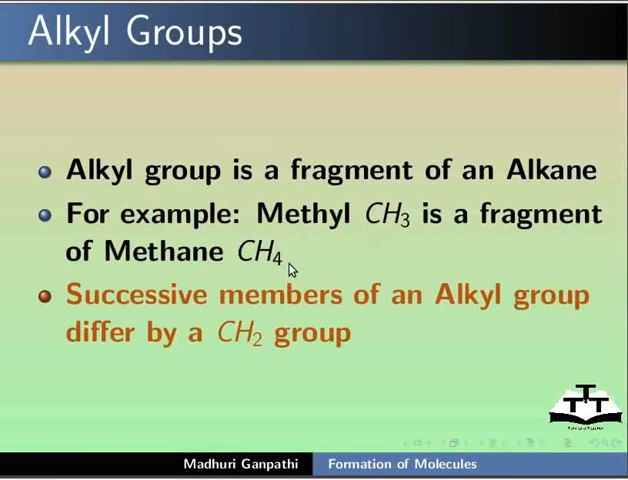 Alkyl Groups
Alkyl group is a fragment of an Alkane
For example: Methyl CH₃ is a fragment
of Methane CH₄
Successive members of an Alkyl group
differ by a CH₂ group
T
T T
Madhuri Ganpathi Formation of Molecules